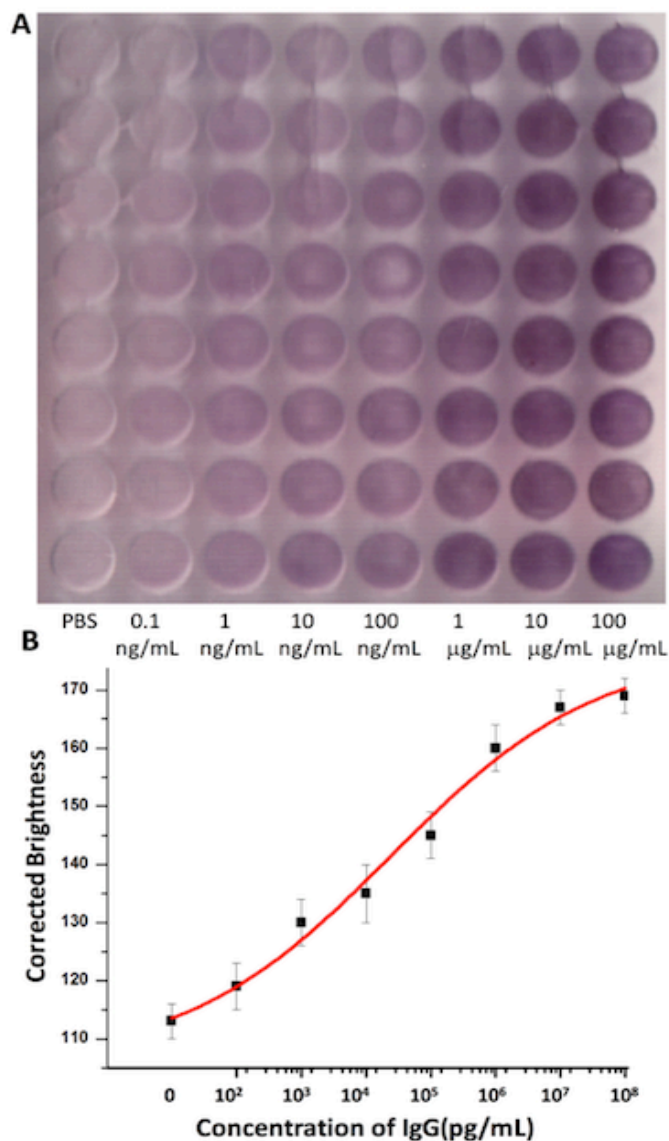 A
PBS 0.1 1 10 100 1 10 100
ng/mL ng/mL ng/mL ng/mL µg/mL µg/mL µg/mL
B
170
160
150
140
130
120
110
Corrected Brightness
0 10² 10³ 10⁴ 10⁵ 10⁶ 10⁷ 10⁸
Concentration of IgG(pg/mL)